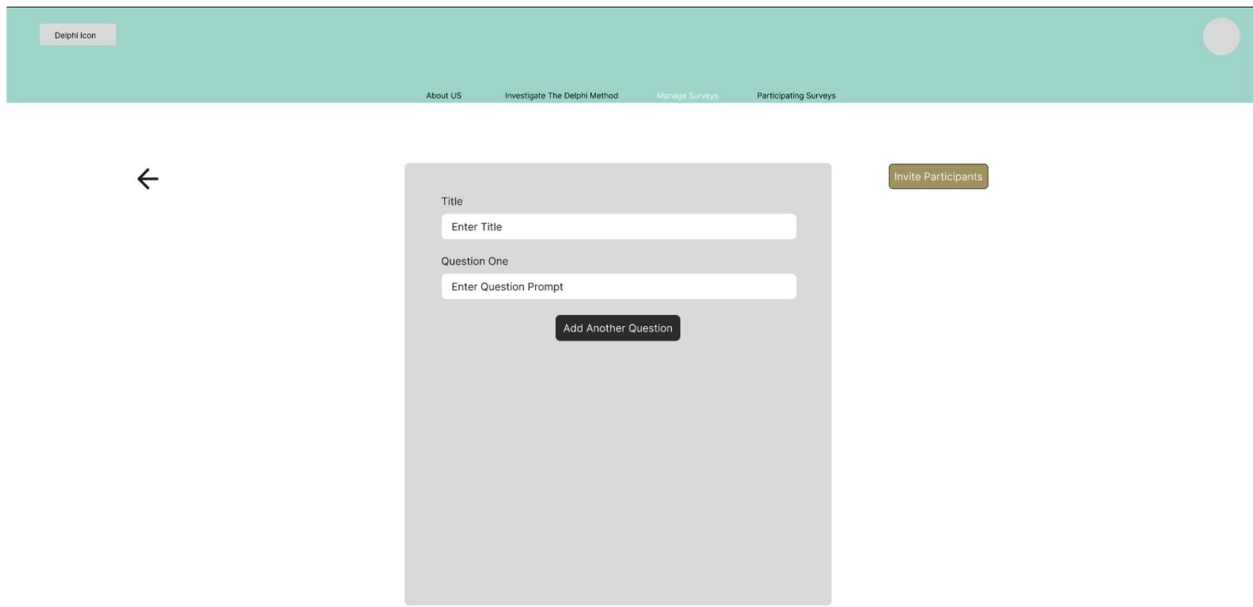 Delphi Icon
About US Investigate The Delphi Method Manage Surveys Participating Surveys
Invite Participants
Title
Enter Title
Question One
Enter Question Prompt
Add Another Question